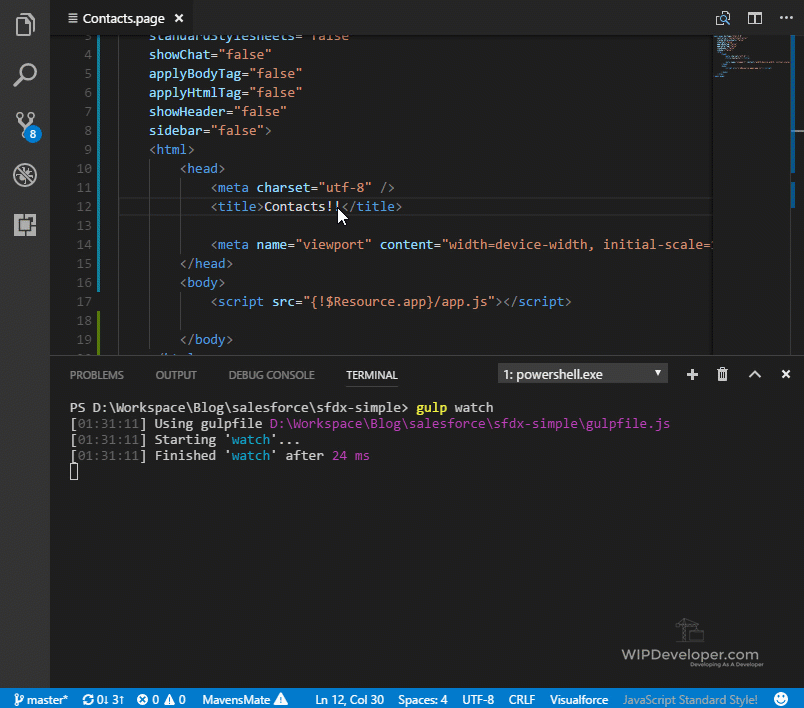 Contacts.page
3 standardStylesheets="false"
4 showChat="false"
5 applyBodyTag="false"
6 applyHtmlTag="false"
7 showHeader="false"
8 sidebar="false">
9 <html>
10 <head>
11 <meta charset="utf-8" />
12 <title>Contacts!!</title>
13
14 <meta name="viewport" content="width=device-width, initial-scale=1
15 </head>
16 <body>
17 <script src="{!$Resource.app}/app.js"></script>
18
19 </body>
8
PROBLEMS OUTPUT DEBUG CONSOLE TERMINAL 1: powershell.exe
PS D:\Workspace\Blog\salesforce\sfdx-simple> gulp watch
[01:31:11] Using gulpfile D:\Workspace\Blog\salesforce\sfdx-simple\gulpfile.js
[01:31:11] Starting 'watch'...
[01:31:11] Finished 'watch' after 24 ms
WIPDeveloper.com
Developing As A Developer
master* 0↓ 3↑ 0 0 MavensMate Ln 12, Col 30 Spaces: 4 UTF-8 CRLF Visualforce JavaScript Standard Style!